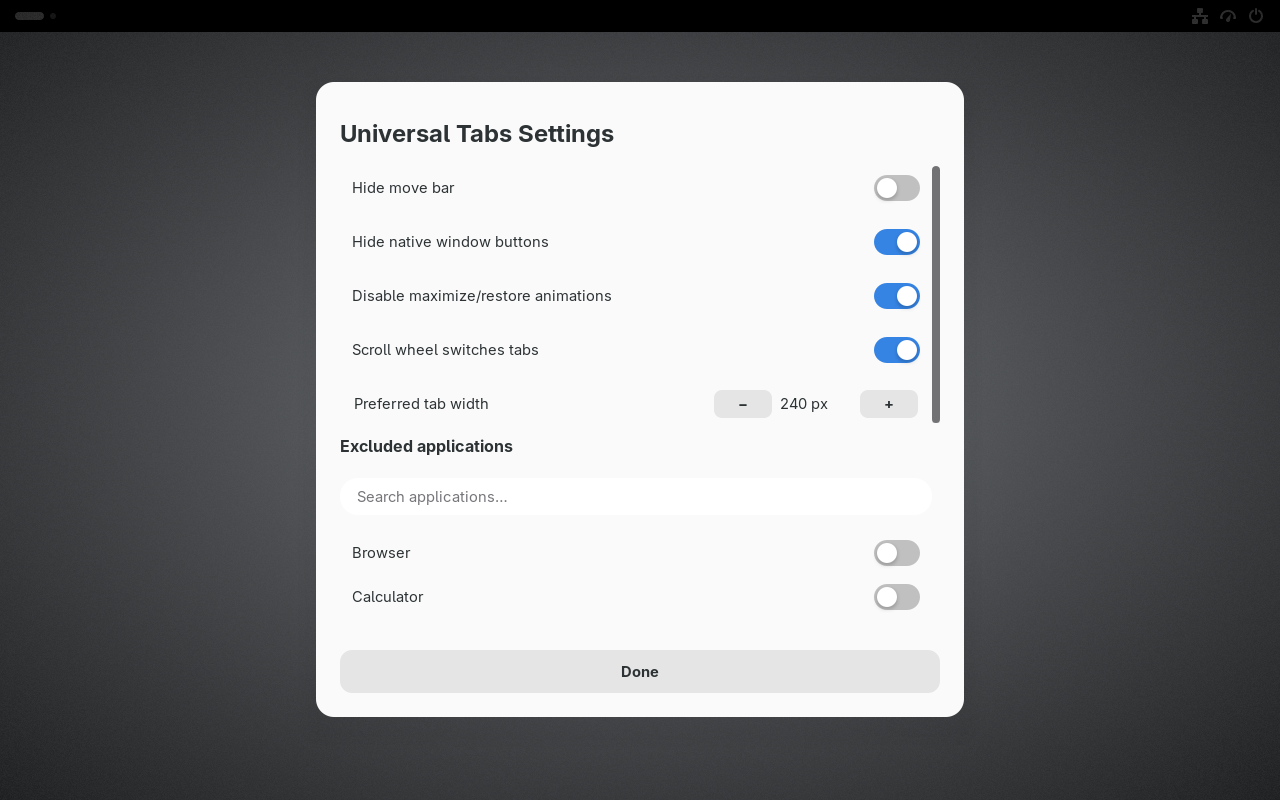 Universal Tabs Settings
Hide move bar
Hide native window buttons
Disable maximize/restore animations
Scroll wheel switches tabs
Preferred tab width – 240 px +
Excluded applications
Search applications…
Browser
Calculator
Done